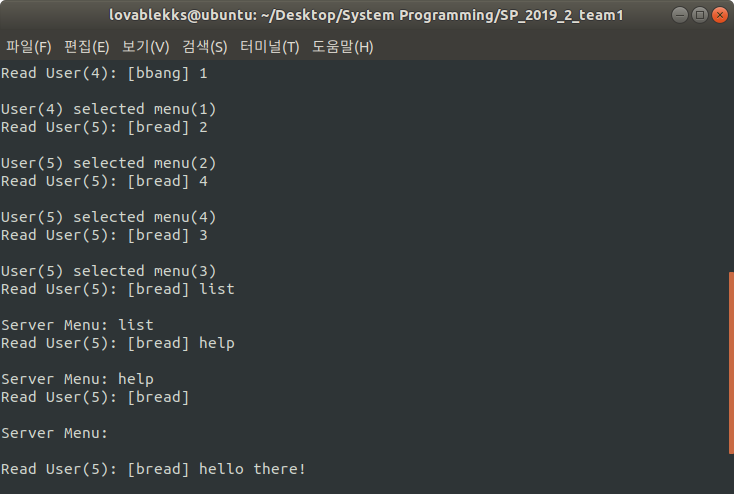 lovablekks@ubuntu: ~/Desktop/System Programming/SP_2019_2_team1
파일(F) 편집(E) 보기(V) 검색(S) 터미널(T) 도움말(H)
Read User(4): [bbang] 1
User(4) selected menu(1)
Read User(5): [bread] 2
User(5) selected menu(2)
Read User(5): [bread] 4
User(5) selected menu(4)
Read User(5): [bread] 3
User(5) selected menu(3)
Read User(5): [bread] list
Server Menu: list
Read User(5): [bread] help
Server Menu: help
Read User(5): [bread]
Server Menu:
Read User(5): [bread] hello there!